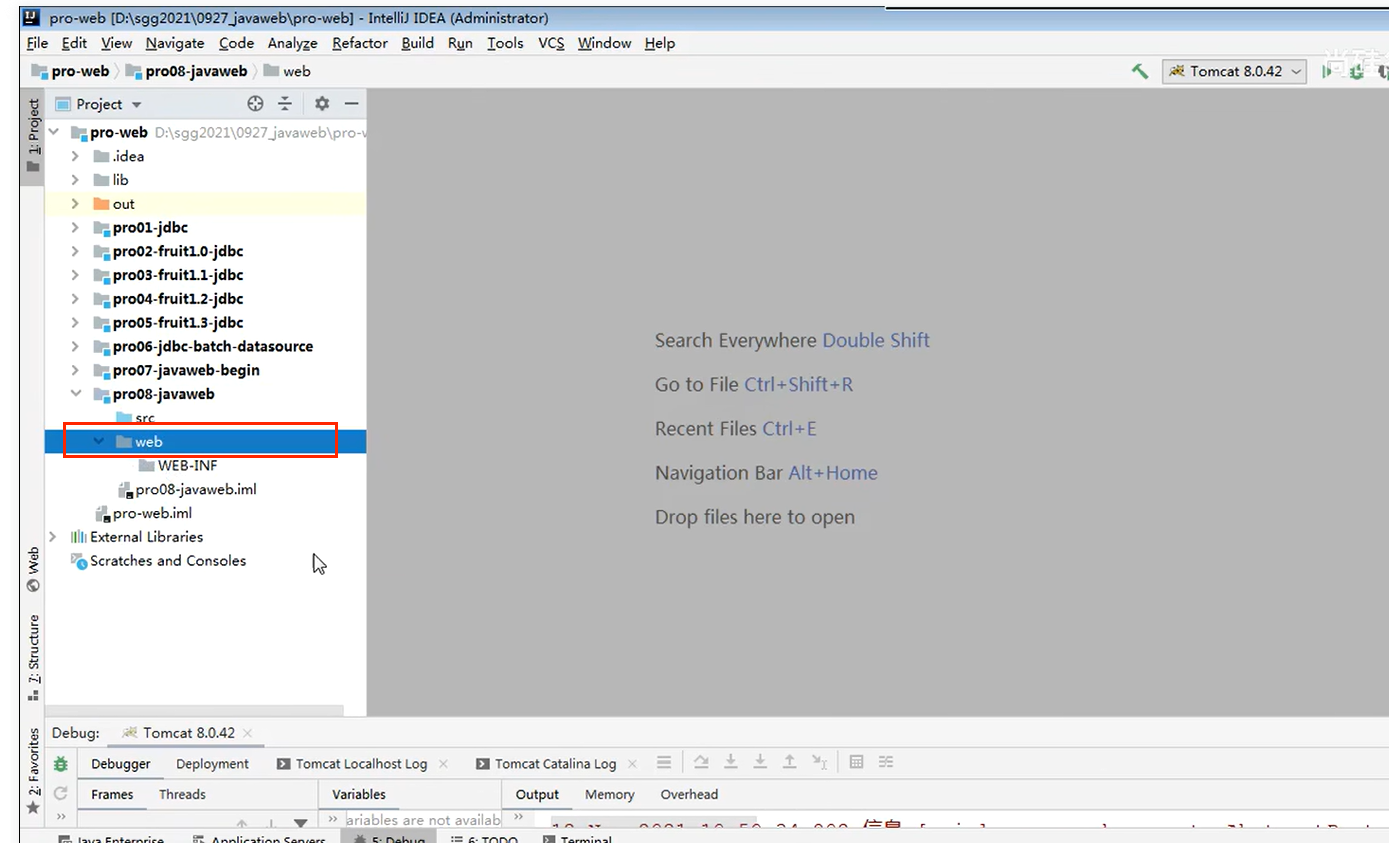 pro-web [D:\sgg2021\0927_javaweb\pro-web] - IntelliJ IDEA (Administrator)
File Edit View Navigate Code Analyze Refactor Build Run Tools VCS Window Help
pro-web pro08-javaweb web
Tomcat 8.0.42
尚硅
1: Project
Project
pro-web D:\sgg2021\0927_javaweb\pro-w
.idea
lib
out
pro01-jdbc
pro02-fruit1.0-jdbc
pro03-fruit1.1-jdbc
pro04-fruit1.2-jdbc
pro05-fruit1.3-jdbc
pro06-jdbc-batch-datasource
pro07-javaweb-begin
pro08-javaweb
src
web
WEB-INF
pro08-javaweb.iml
pro-web.iml
External Libraries
Scratches and Consoles
Search Everywhere Double Shift
Go to File Ctrl+Shift+R
Recent Files Ctrl+E
Navigation Bar Alt+Home
Drop files here to open
Web
7: Structure
2: Favorites
Debug: Tomcat 8.0.42
Debugger Deployment Tomcat Localhost Log Tomcat Catalina Log
Frames Threads Variables Output Memory Overhead
ariables are not availab
信息
Java Enterprise Application Servers 5: Debug 6: TODO Terminal